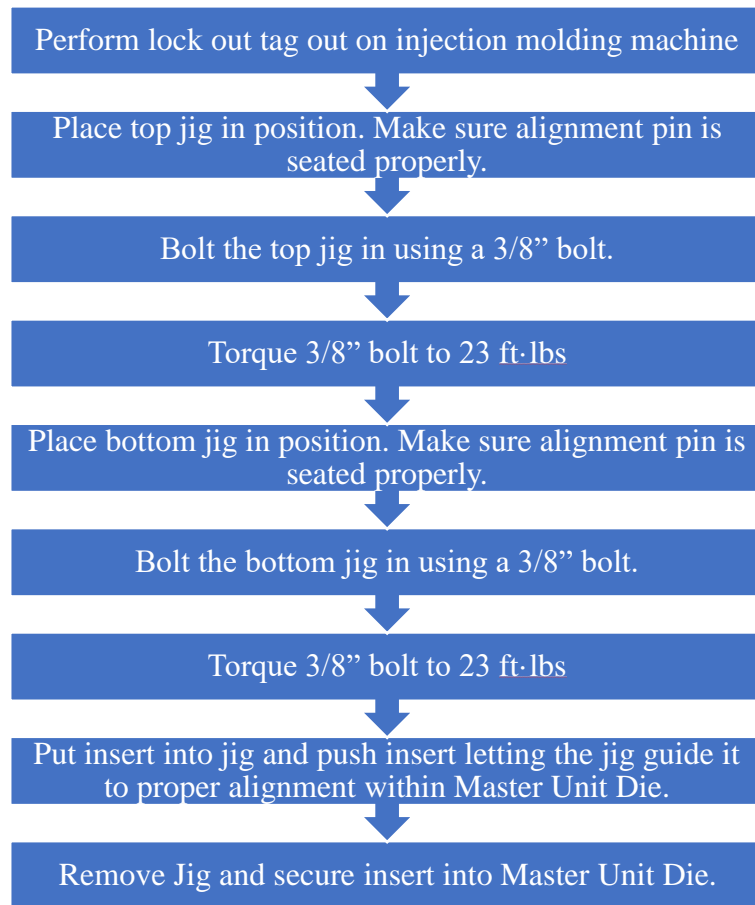 Perform lock out tag out on injection molding machine
Place top jig in position. Make sure alignment pin is
seated properly.
Bolt the top jig in using a 3/8” bolt.
Torque 3/8” bolt to 23 ft·lbs
Place bottom jig in position. Make sure alignment pin is
seated properly.
Bolt the bottom jig in using a 3/8” bolt.
Torque 3/8” bolt to 23 ft·lbs
Put insert into jig and push insert letting the jig guide it
to proper alignment within Master Unit Die.
Remove Jig and secure insert into Master Unit Die.